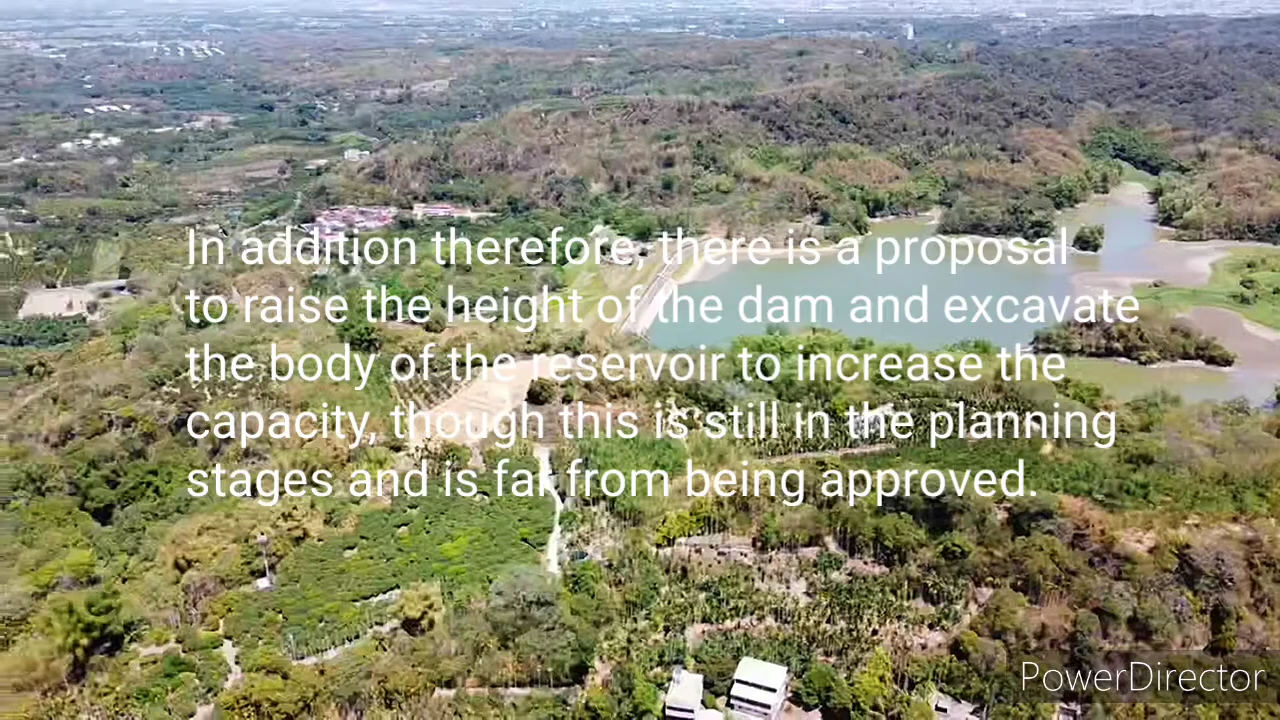 In addition therefore, there is a proposal
to raise the height of the dam and excavate
the body of the reservoir to increase the
capacity, though this is still in the planning
stages and is far from being approved.
PowerDirector